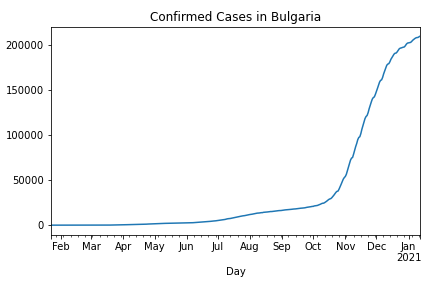 Confirmed Cases in Bulgaria
200000
150000
100000
50000
0
Feb Mar Apr May Jun Jul Aug Sep Oct Nov Dec Jan
2021
Day